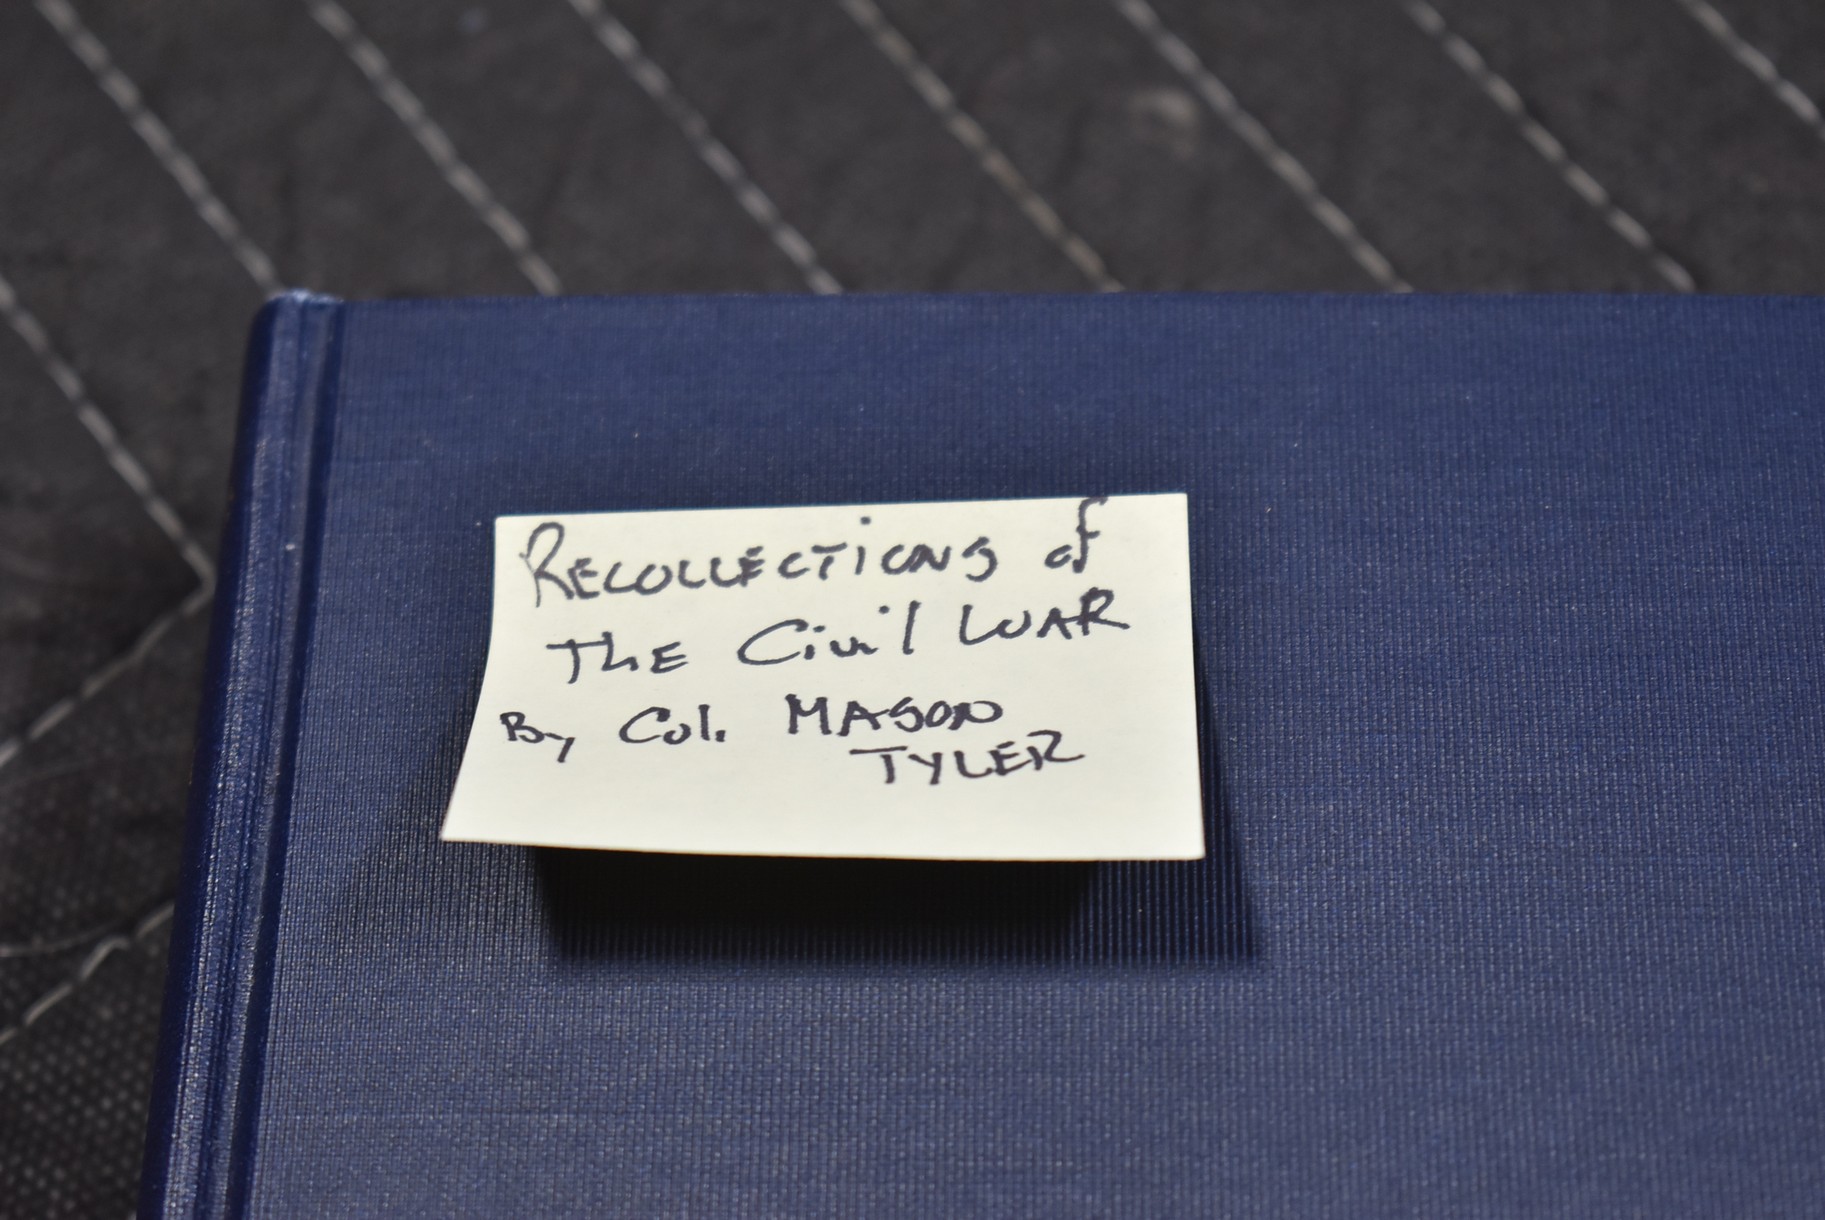 RECOLLECTIONS of
THE Civil WAR
By Col. MASON
TYLER